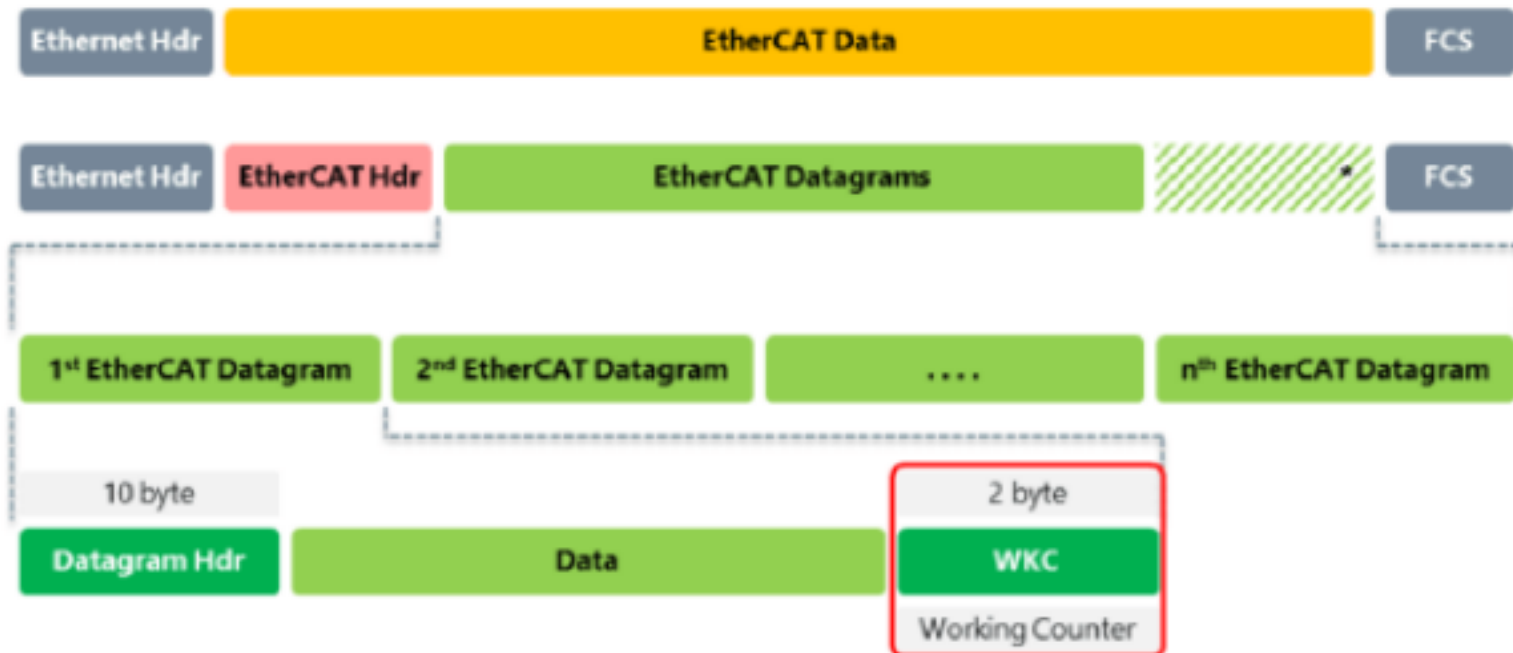 Ethernet Hdr EtherCAT Data FCS
Ethernet Hdr EtherCAT Hdr EtherCAT Datagrams * FCS
1st EtherCAT Datagram 2nd EtherCAT Datagram .... nth EtherCAT Datagram
10 byte 2 byte
Datagram Hdr Data WKC
Working Counter